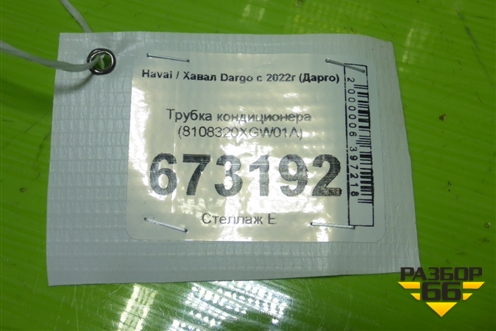 Haval / Хавал Dargo с 2022г (Дарго)
Трубка кондиционера
(8108320XGW01A)
673192
Стеллаж Е
2000006397218
РАЗБОР
66